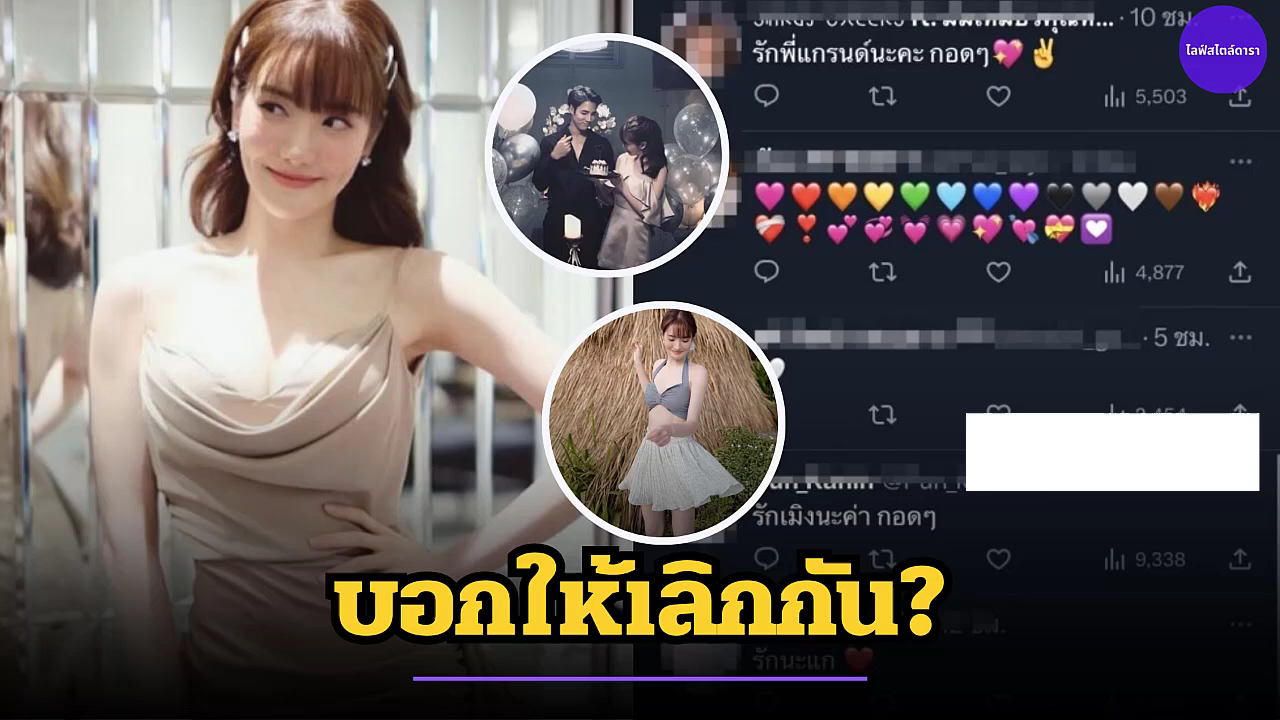 · 10 ชม.
ไลฟ์สไตล์ดารา
รักพี่แกรนด์นะคะ กอดๆ💖✌️
5,503
🩷❤️🧡💛💚🩵💙💜🖤🩶🤍🤎❤️‍🔥
❤️‍🩹❣️💕💞💓💗💖💘💝💟
4,877
· 5 ชม.
รักเมิงนะค่า กอดๆ
9,338
บอกให้เลิกกัน?
รักนะแก ❤️